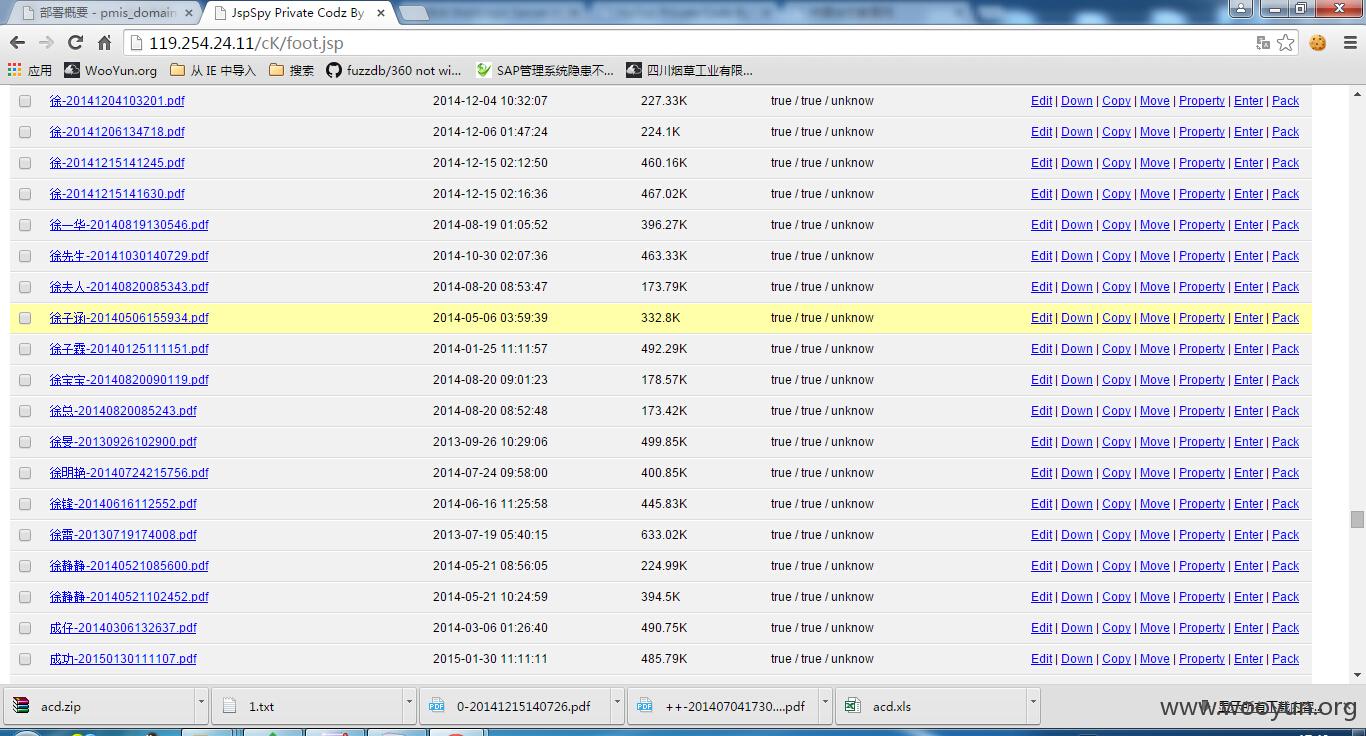 部署概要 - pmis_domain
JspSpy Private Codz By
119.254.24.11/cK/foot.jsp
应用 WooYun.org 从 IE 中导入 搜索 fuzzdb/360 not wi... SAP管理系统隐患不... 四川烟草工业有限...
徐-20141204103201.pdf 2014-12-04 10:32:07 227.33K true / true / unknow Edit | Down | Copy | Move | Property | Enter | Pack
徐-20141206134718.pdf 2014-12-06 01:47:24 224.1K true / true / unknow Edit | Down | Copy | Move | Property | Enter | Pack
徐-20141215141245.pdf 2014-12-15 02:12:50 460.16K true / true / unknow Edit | Down | Copy | Move | Property | Enter | Pack
徐-20141215141630.pdf 2014-12-15 02:16:36 467.02K true / true / unknow Edit | Down | Copy | Move | Property | Enter | Pack
徐一华-20140819130546.pdf 2014-08-19 01:05:52 396.27K true / true / unknow Edit | Down | Copy | Move | Property | Enter | Pack
徐先生-20141030140729.pdf 2014-10-30 02:07:36 463.33K true / true / unknow Edit | Down | Copy | Move | Property | Enter | Pack
徐夫人-20140820085343.pdf 2014-08-20 08:53:47 173.79K true / true / unknow Edit | Down | Copy | Move | Property | Enter | Pack
徐子涵-20140506155934.pdf 2014-05-06 03:59:39 332.8K true / true / unknow Edit | Down | Copy | Move | Property | Enter | Pack
徐子霖-20140125111151.pdf 2014-01-25 11:11:57 492.29K true / true / unknow Edit | Down | Copy | Move | Property | Enter | Pack
徐宝宝-20140820090119.pdf 2014-08-20 09:01:23 178.57K true / true / unknow Edit | Down | Copy | Move | Property | Enter | Pack
徐总-20140820085243.pdf 2014-08-20 08:52:48 173.42K true / true / unknow Edit | Down | Copy | Move | Property | Enter | Pack
徐旻-20130926102900.pdf 2013-09-26 10:29:06 499.85K true / true / unknow Edit | Down | Copy | Move | Property | Enter | Pack
徐明艳-20140724215756.pdf 2014-07-24 09:58:00 400.85K true / true / unknow Edit | Down | Copy | Move | Property | Enter | Pack
徐锋-20140616112552.pdf 2014-06-16 11:25:58 445.83K true / true / unknow Edit | Down | Copy | Move | Property | Enter | Pack
徐雷-20130719174008.pdf 2013-07-19 05:40:15 633.02K true / true / unknow Edit | Down | Copy | Move | Property | Enter | Pack
徐静静-20140521085600.pdf 2014-05-21 08:56:05 224.99K true / true / unknow Edit | Down | Copy | Move | Property | Enter | Pack
徐静静-20140521102452.pdf 2014-05-21 10:24:59 394.5K true / true / unknow Edit | Down | Copy | Move | Property | Enter | Pack
成仔-20140306132637.pdf 2014-03-06 01:26:40 490.75K true / true / unknow Edit | Down | Copy | Move | Property | Enter | Pack
成功-20150130111107.pdf 2015-01-30 11:11:11 485.79K true / true / unknow Edit | Down | Copy | Move | Property | Enter | Pack
acd.zip 1.txt 0-20141215140726.pdf ++-201407041730....pdf acd.xls 显示所有下载内容...
www.wooyun.org